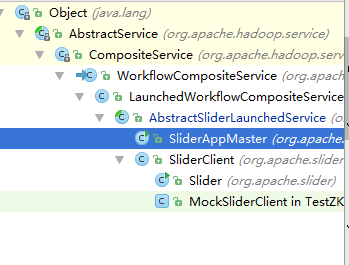 Object (java.lang)
AbstractService (org.apache.hadoop.service)
CompositeService (org.apache.hadoop.servic
WorkflowCompositeService (org.apach
LaunchedWorkflowCompositeService
AbstractSliderLaunchedService (o
SliderAppMaster (org.apache.
SliderClient (org.apache.slider
Slider (org.apache.slider)
MockSliderClient in TestZK